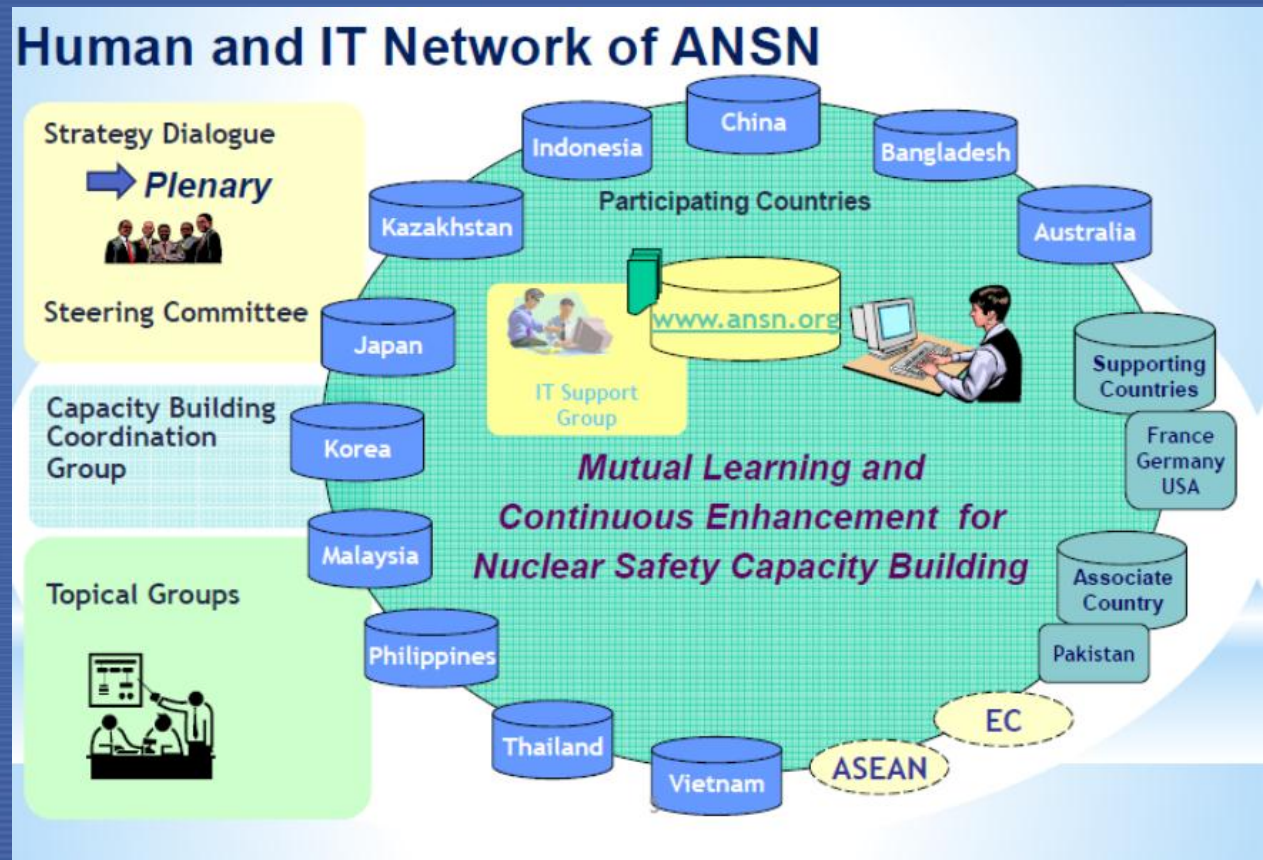 Human and IT Network of ANSN
Strategy Dialogue
Plenary
Steering Committee
Capacity Building
Coordination
Group
Topical Groups
China
Indonesia
Bangladesh
Participating Countries
Kazakhstan
Australia
Japan
www.ansn.org
IT Support
Group
Supporting
Countries
France
Germany
USA
Korea
Mutual Learning and
Continuous Enhancement for
Nuclear Safety Capacity Building
Malaysia
Associate
Country
Pakistan
Philippines
EC
Thailand
ASEAN
Vietnam